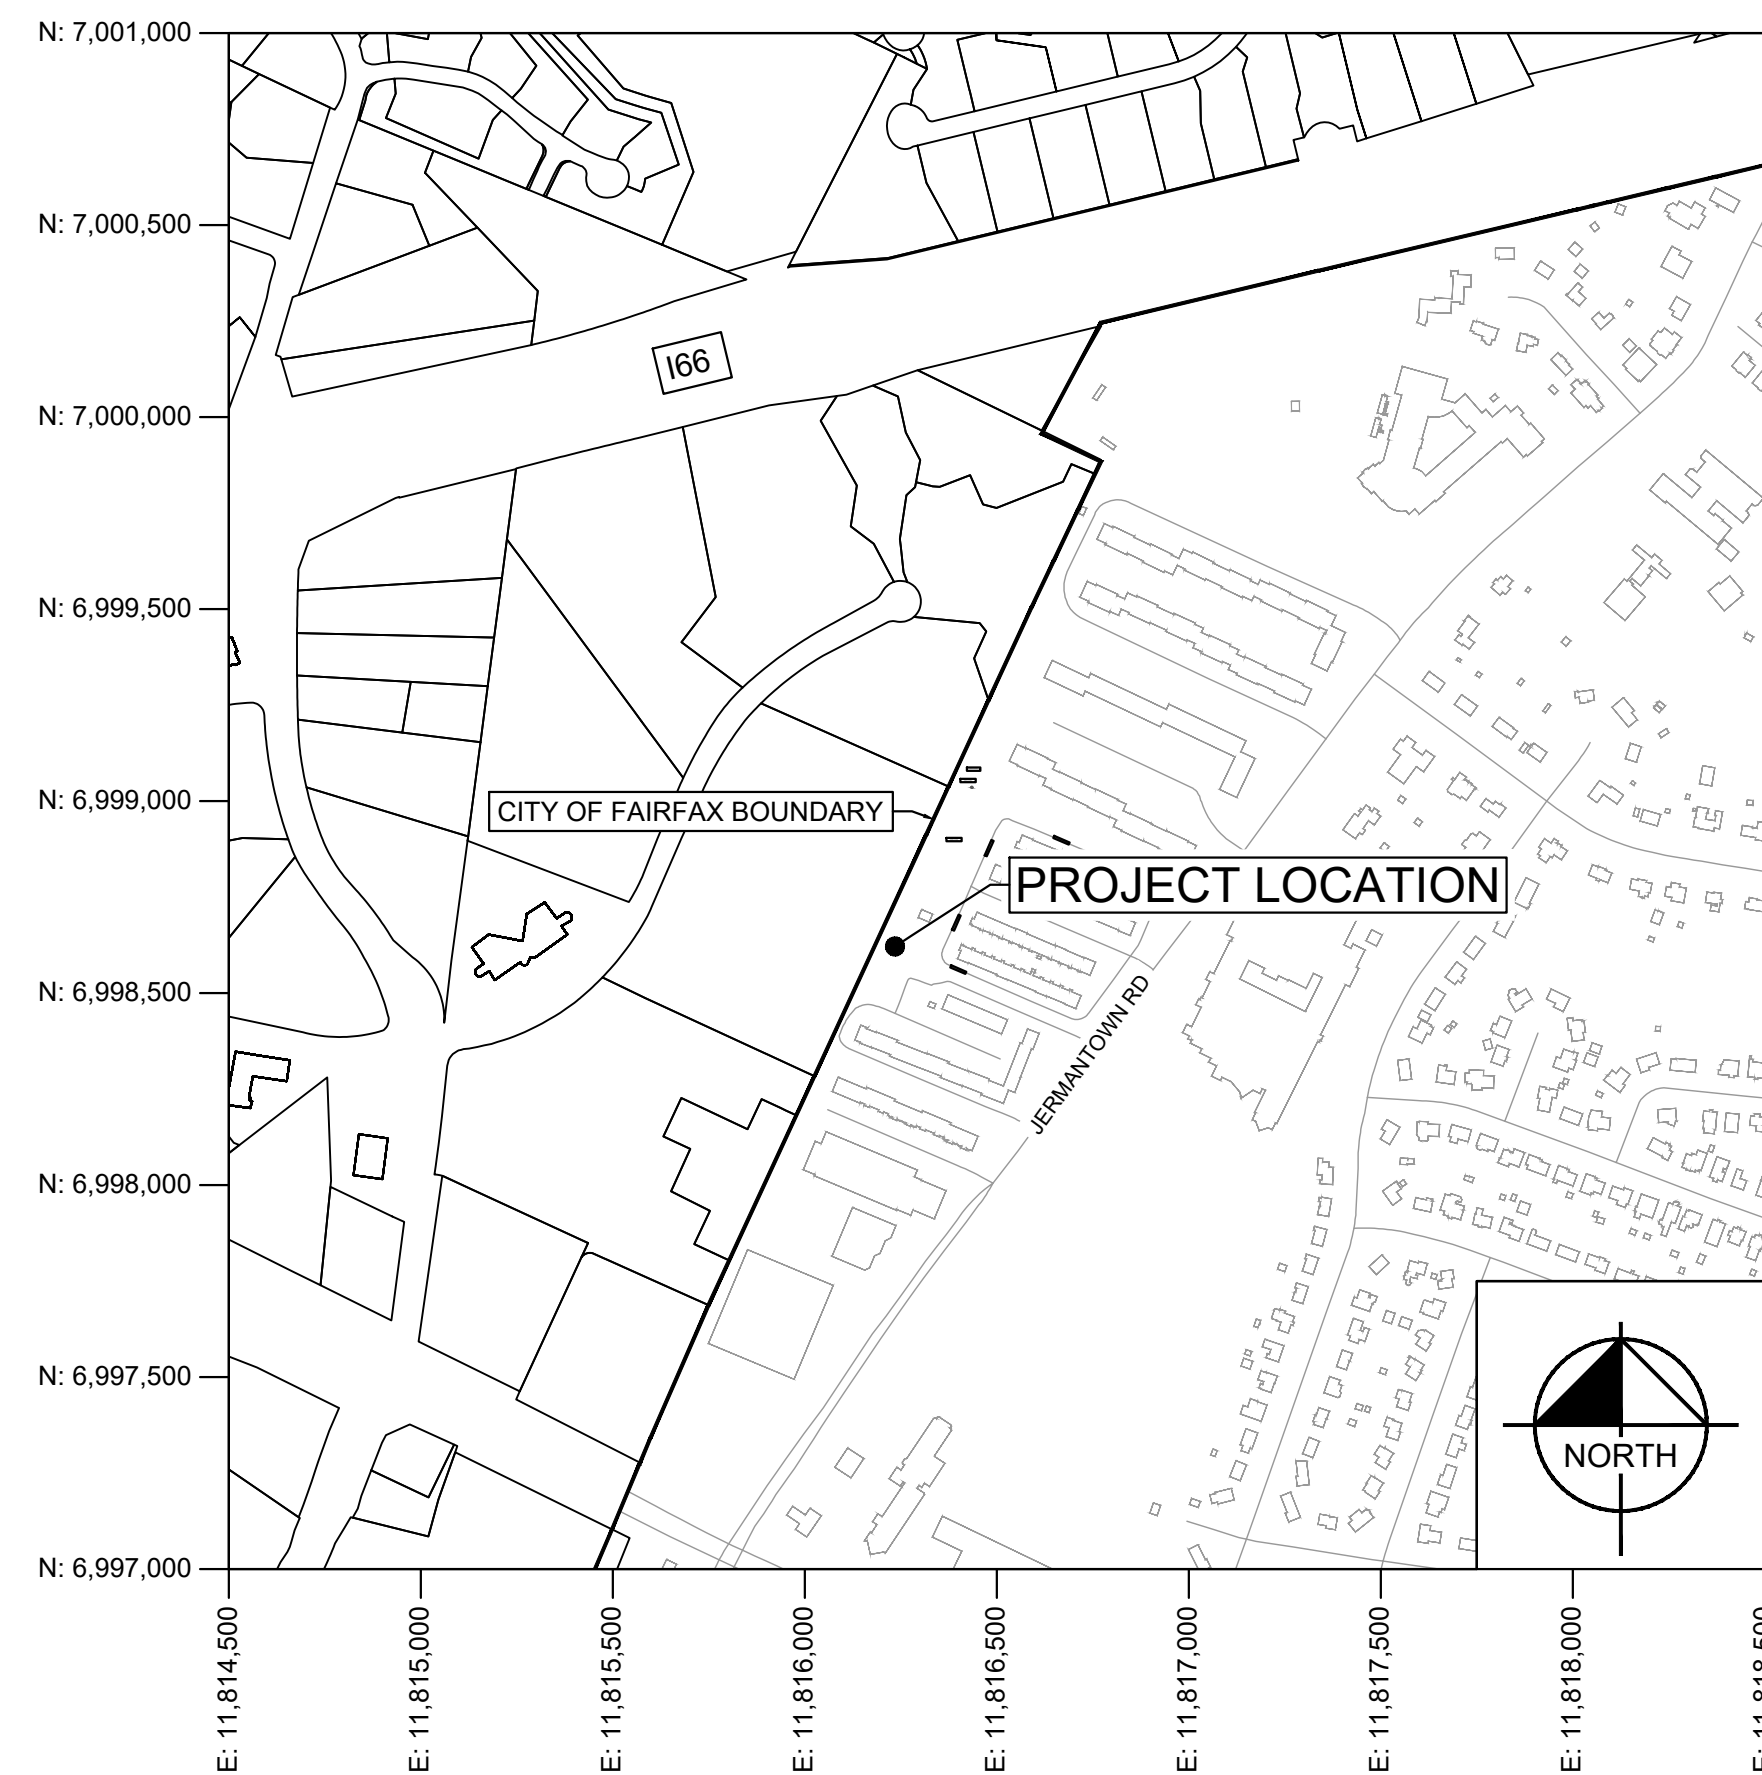 N: 7,001,000
N: 7,000,500
I66
N: 7,000,000
N: 6,999,500
N: 6,999,000
CITY OF FAIRFAX BOUNDARY
PROJECT LOCATION
N: 6,998,500
JERMANTOWN RD
N: 6,998,000
N: 6,997,500
NORTH
N: 6,997,000
E: 11,814,500
E: 11,815,000
E: 11,815,500
E: 11,816,000
E: 11,816,500
E: 11,817,000
E: 11,817,500
E: 11,818,000
E: 11,818,500